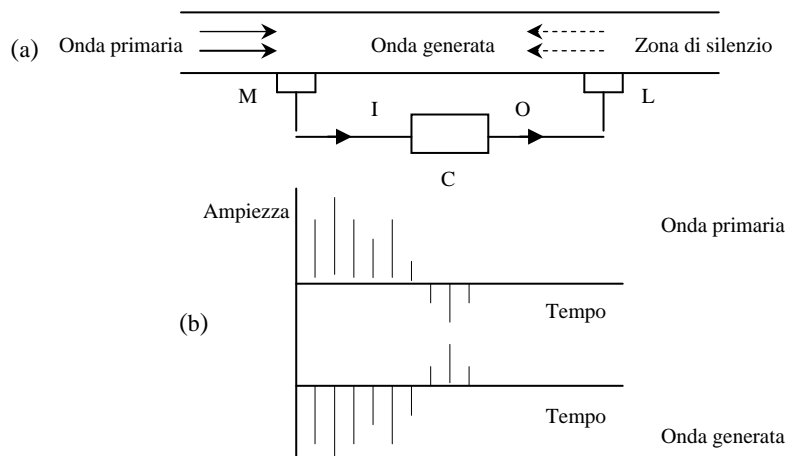 (a) Onda primaria Onda generata Zona di silenzio
M I O L
C
Ampiezza Onda primaria
Tempo
(b)
Tempo
Onda generata